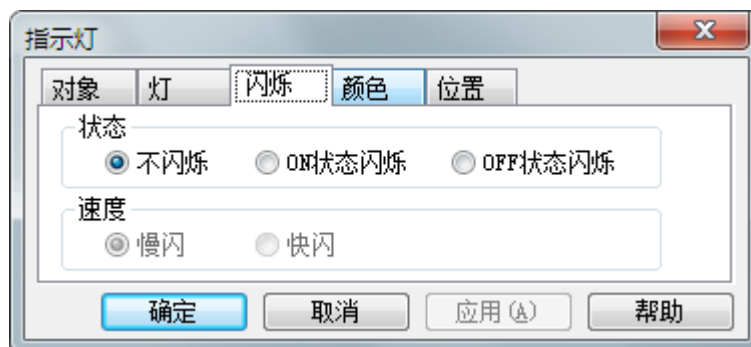 指示灯
对象 灯 闪烁 颜色 位置
状态
不闪烁 ON状态闪烁 OFF状态闪烁
速度
慢闪 快闪
确定 取消 应用(A) 帮助